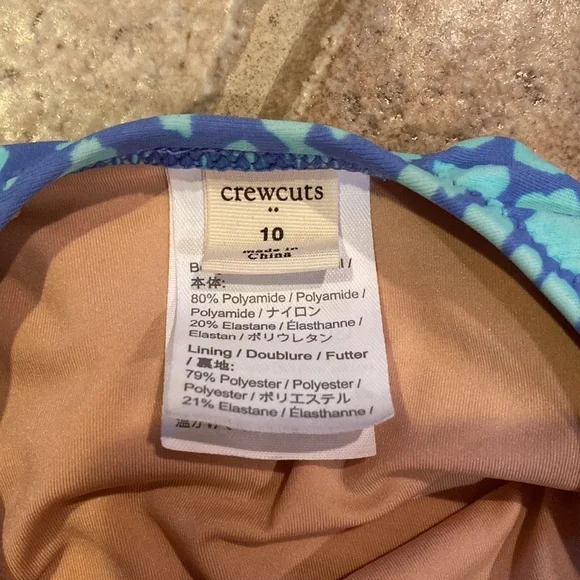 crewcuts
10
made in
China
本体:
80% Polyamide / Polyamide /
Polyamide / ナイロン
20% Elastane / Élasthanne /
Elastan / ポリウレタン
Lining / Doublure / Futter
/ 裏地:
79% Polyester / Polyester /
Polyester / ポリエステル
21% Elastane / Élasthanne /